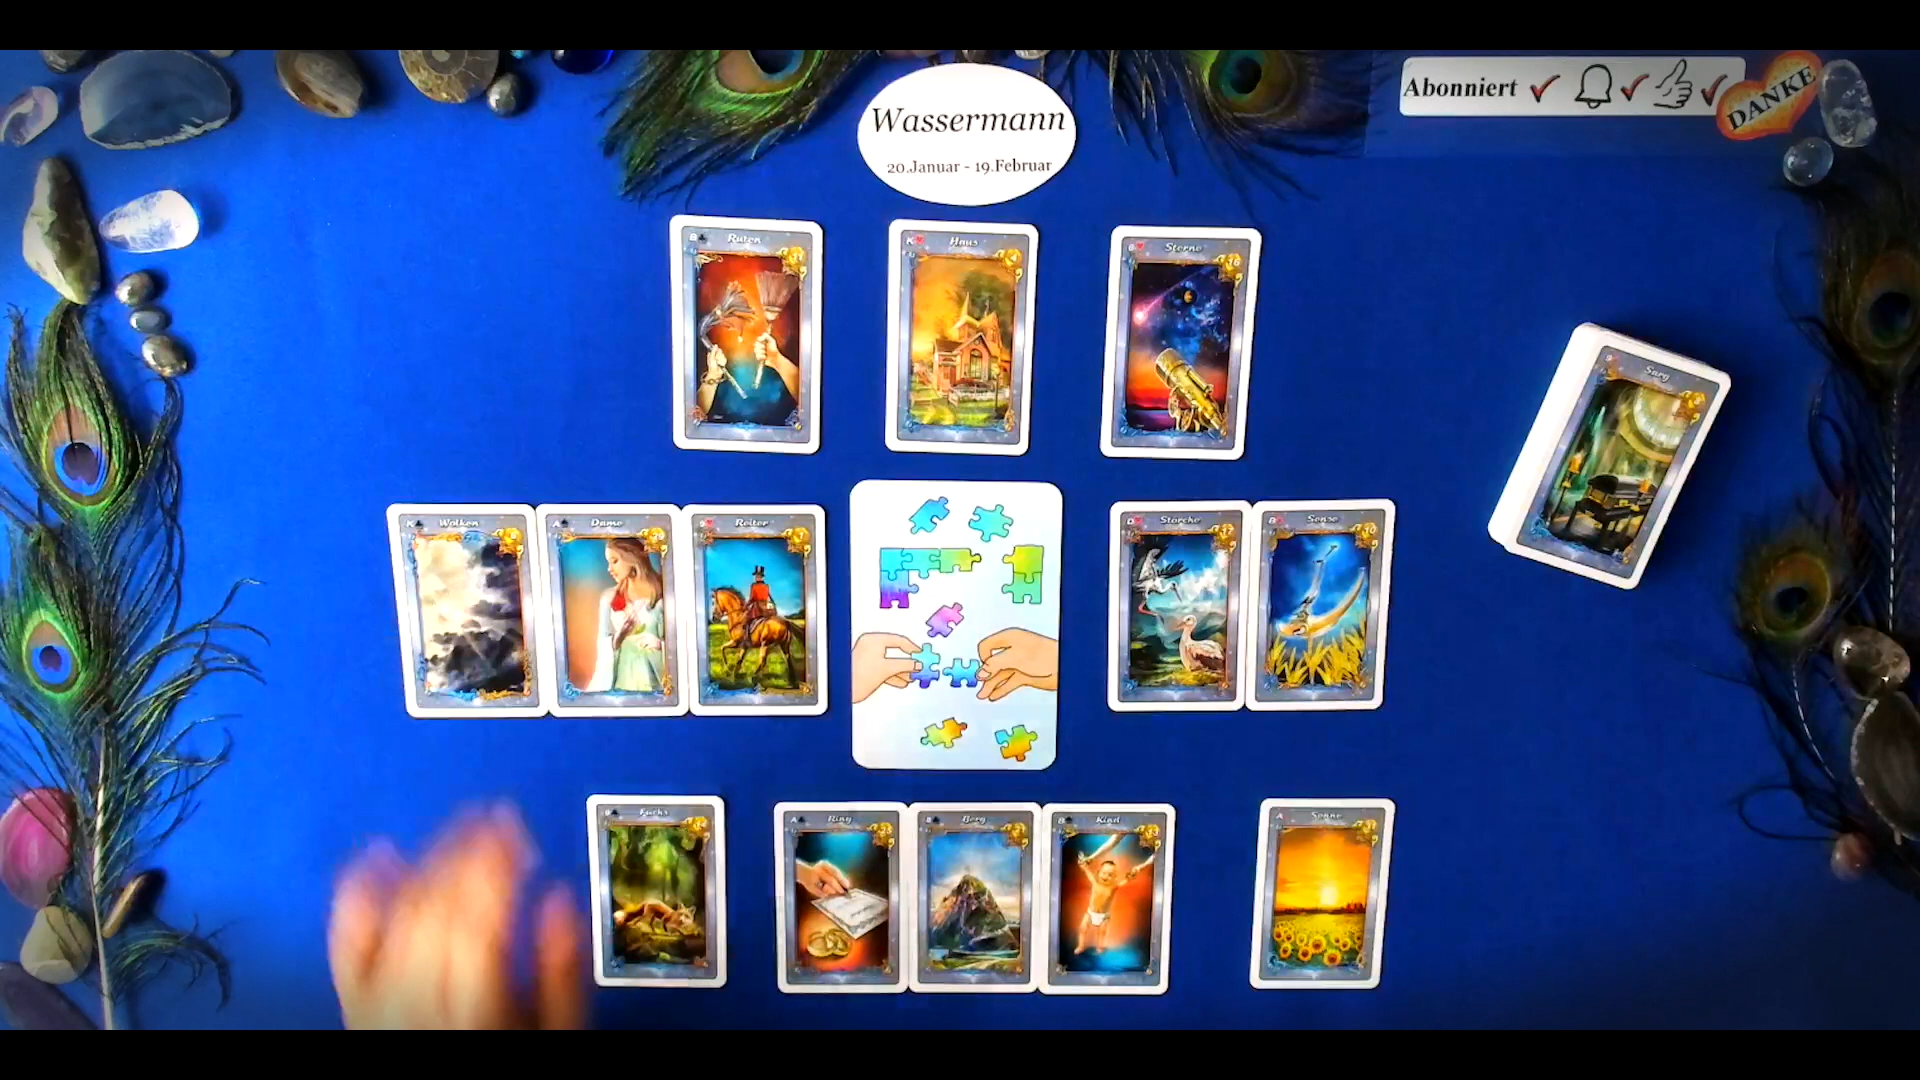 Wassermann
20.Januar - 19.Februar
Abonniert
DANKE
Ruten
Haus
Sterne
Sarg
Wolken
Dame
Reiter
Störche
Sense
Fuchs
Ring
Berg
Kind
Sonne